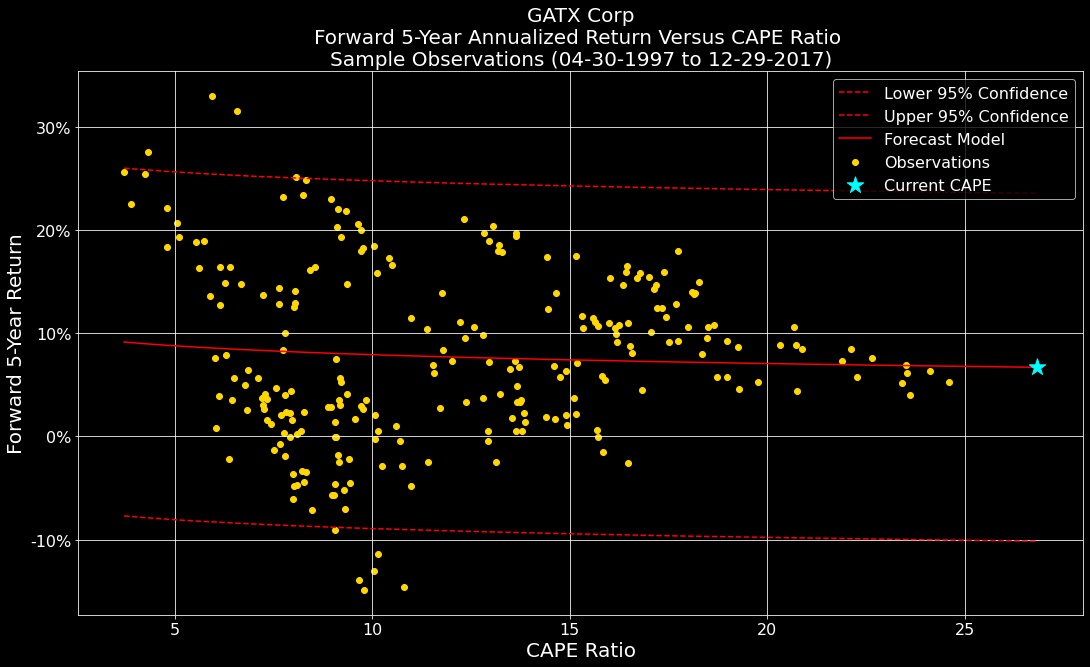 GATX Corp
Forward 5-Year Annualized Return Versus CAPE Ratio
Sample Observations (04-30-1997 to 12-29-2017)
Lower 95% Confidence
Upper 95% Confidence
Forecast Model
Observations
Current CAPE
Forward 5-Year Return
30%
20%
10%
0%
-10%
5
10
15
20
25
CAPE Ratio